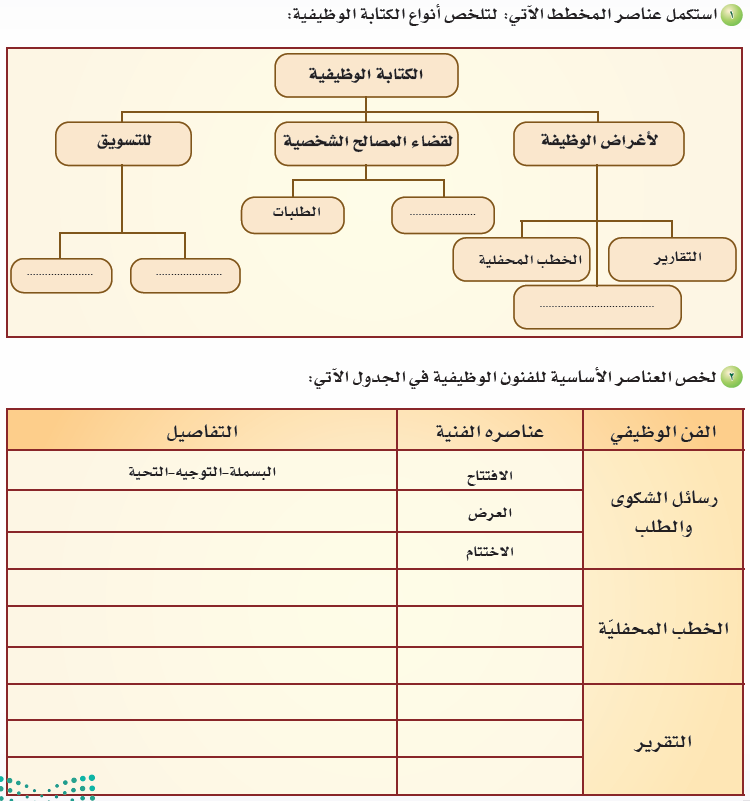 ١ استكمل عناصر المخطط الآتي: لتلخص أنواع الكتابة الوظيفية:
الكتابة الوظيفية
لأغراض الوظيفة
لقضاء المصالح الشخصية
للتسويق
......................
الطلبات
التقارير
الخطب المحفلية
......................
......................
......................................
٢ لخص العناصر الأساسية للفنون الوظيفية في الجدول الآتي:
الفن الوظيفي
عناصره الفنية
التفاصيل
رسائل الشكوى
والطلب
الافتتاح
البسملة-التوجيه-التحية
العرض
الاختتام
الخطب المحفليّة
التقرير